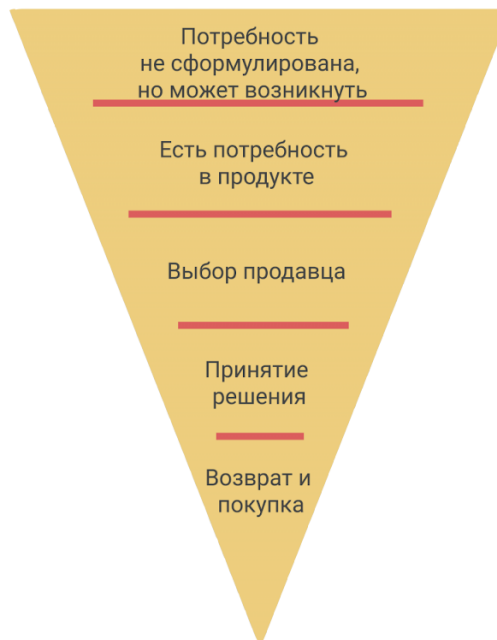 Потребность
не сформулирована,
но может возникнуть
Есть потребность
в продукте
Выбор продавца
Принятие
решения
Возврат и
покупка